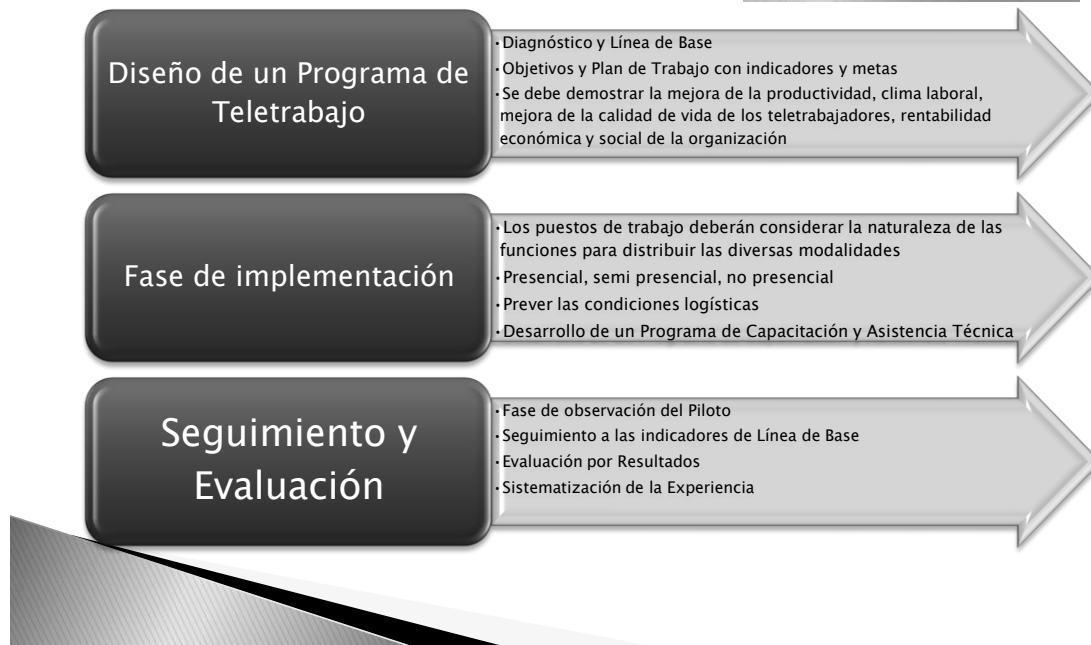 Diseño de un Programa de
Teletrabajo
·Diagnóstico y Línea de Base
·Objetivos y Plan de Trabajo con indicadores y metas
·Se debe demostrar la mejora de la productividad, clima laboral,
mejora de la calidad de vida de los teletrabajadores, rentabilidad
económica y social de la organización
Fase de implementación
·Los puestos de trabajo deberán considerar la naturaleza de las
funciones para distribuir las diversas modalidades
·Presencial, semi presencial, no presencial
·Prever las condiciones logísticas
·Desarrollo de un Programa de Capacitación y Asistencia Técnica
Seguimiento y
Evaluación
·Fase de observación del Piloto
·Seguimiento a las indicadores de Línea de Base
·Evaluación por Resultados
·Sistematización de la Experiencia